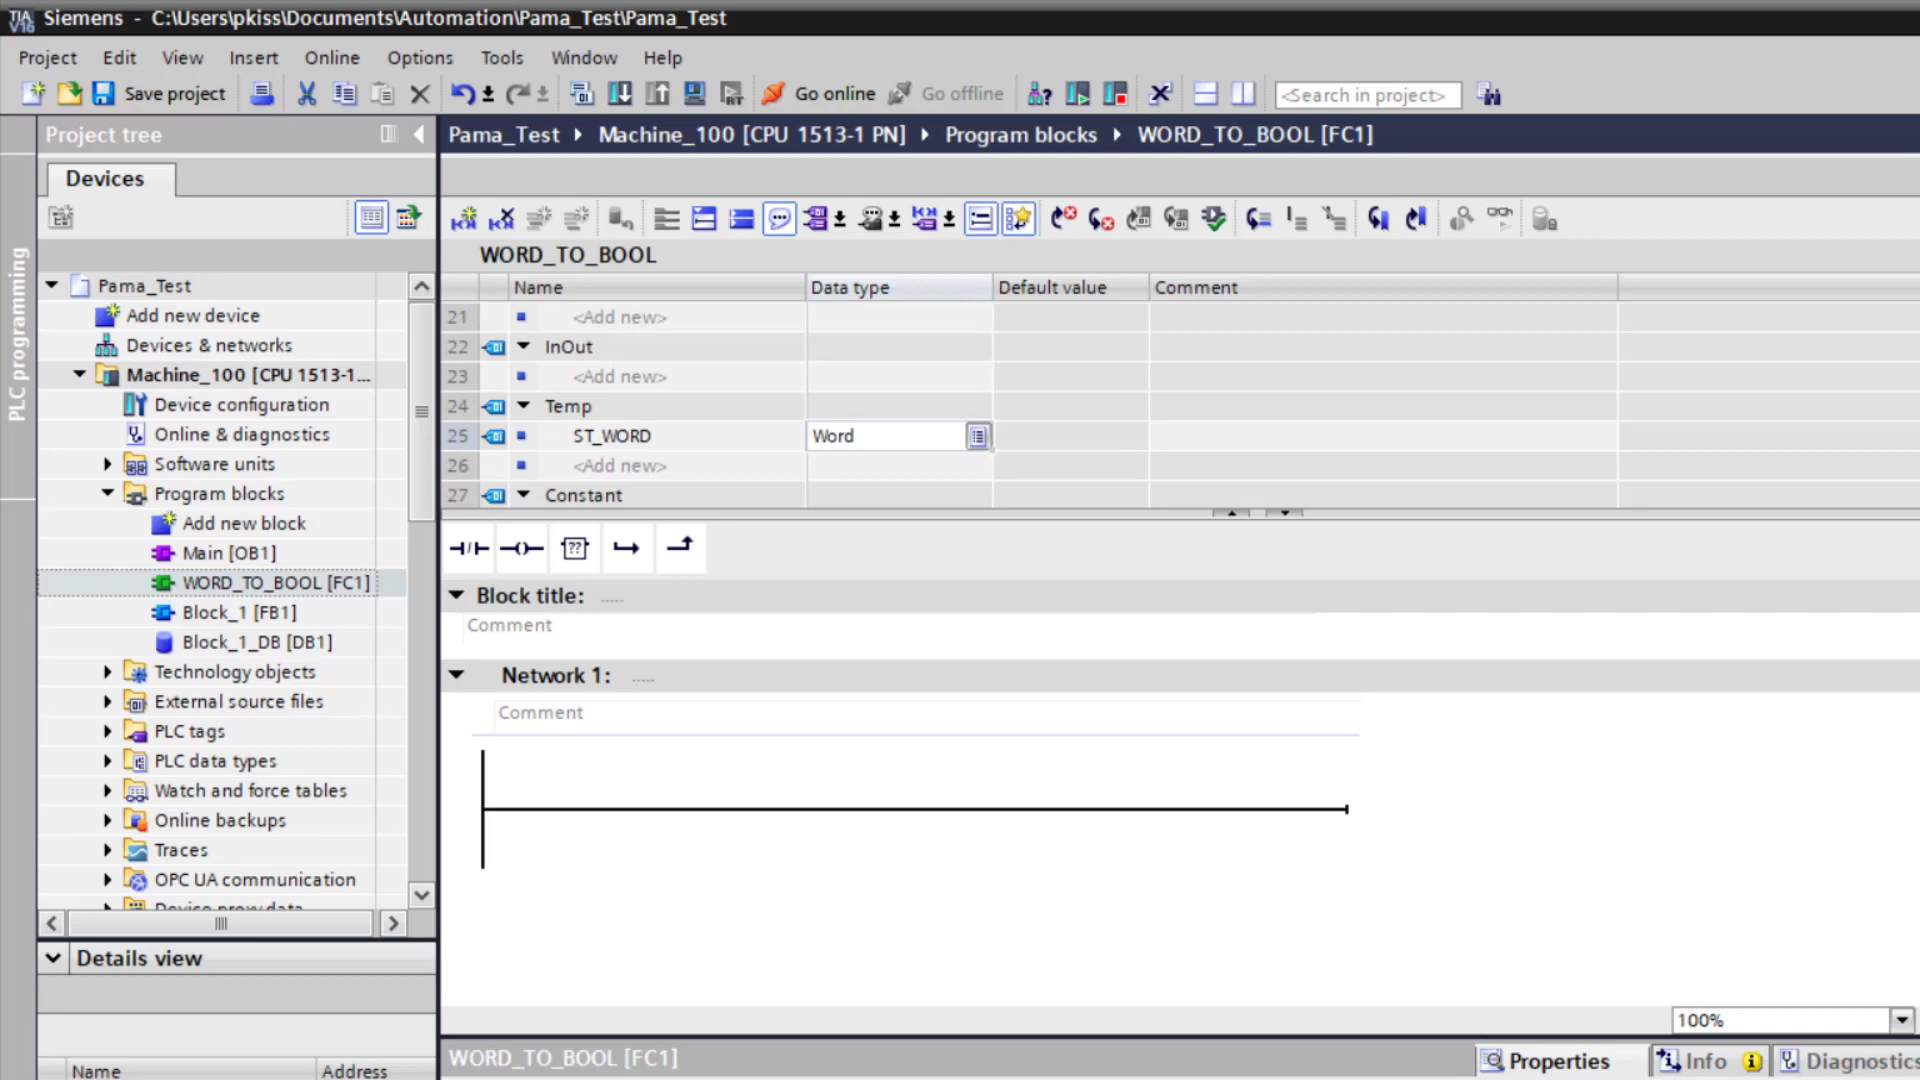 TIA V16 Siemens - C:\Users\pkiss\Documents\Automation\Pama_Test\Pama_Test
Project Edit View Insert Online Options Tools Window Help
Save project Go online Go offline <Search in project>
Project tree
Pama_Test Machine_100 [CPU 1513-1 PN] Program blocks WORD_TO_BOOL [FC1]
Devices
PLC programming
Pama_Test
Add new device
Devices & networks
Machine_100 [CPU 1513-1...
Device configuration
Online & diagnostics
Software units
Program blocks
Add new block
Main [OB1]
WORD_TO_BOOL [FC1]
Block_1 [FB1]
Block_1_DB [DB1]
Technology objects
External source files
PLC tags
PLC data types
Watch and force tables
Online backups
Traces
OPC UA communication
Device proxy data
Details view
Name Address
WORD_TO_BOOL
Name Data type Default value Comment
21 <Add new>
22 InOut
23 <Add new>
24 Temp
25 ST_WORD Word
26 <Add new>
27 Constant
??
Block title: .....
Comment
Network 1: .....
Comment
100%
WORD_TO_BOOL [FC1]
Properties Info Diagnostics